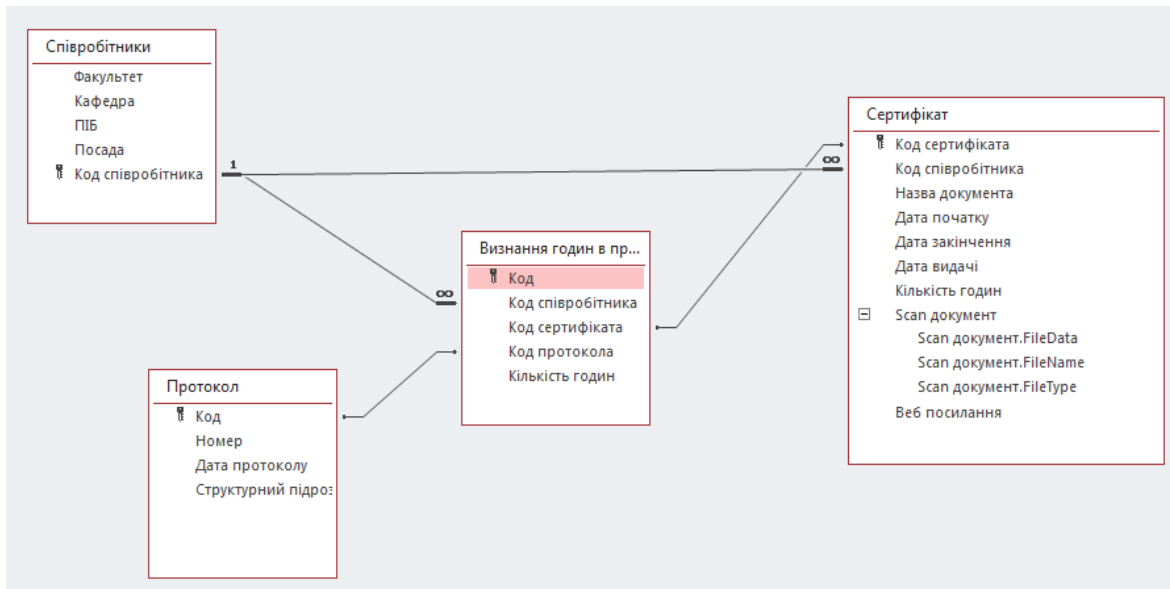 Співробітники
Факультет
Кафедра
ПІБ
Посада
Код співробітника
1
∞
∞
Визнання годин в пр...
Код
Код співробітника
Код сертифіката
Код протокола
Кількість годин
Протокол
Код
Номер
Дата протоколу
Структурний підроз
Сертифікат
Код сертифіката
Код співробітника
Назва документа
Дата початку
Дата закінчення
Дата видачі
Кількість годин
Scan документ
Scan документ.FileData
Scan документ.FileName
Scan документ.FileType
Веб посилання